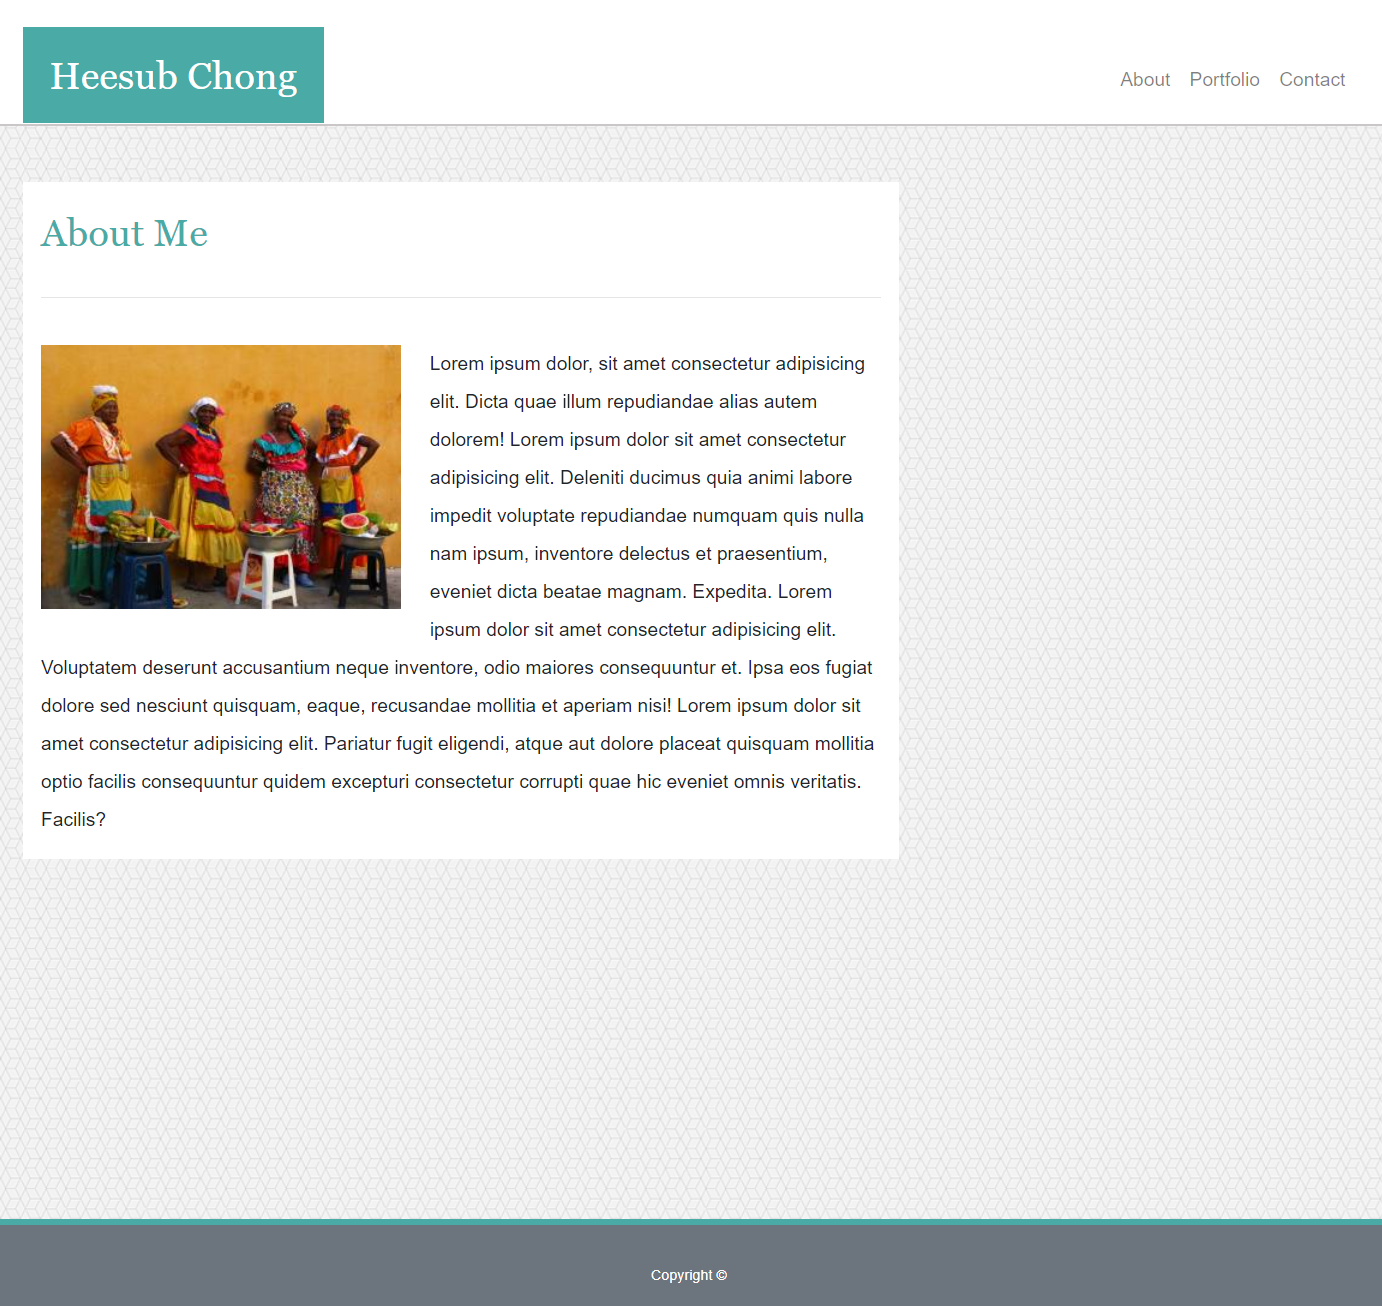 Heesub Chong
About Portfolio Contact
About Me
Lorem ipsum dolor, sit amet consectetur adipisicing
elit. Dicta quae illum repudiandae alias autem
dolorem! Lorem ipsum dolor sit amet consectetur
adipisicing elit. Deleniti ducimus quia animi labore
impedit voluptate repudiandae numquam quis nulla
nam ipsum, inventore delectus et praesentium,
eveniet dicta beatae magnam. Expedita. Lorem
ipsum dolor sit amet consectetur adipisicing elit.
Voluptatem deserunt accusantium neque inventore, odio maiores consequuntur et. Ipsa eos fugiat
dolore sed nesciunt quisquam, eaque, recusandae mollitia et aperiam nisi! Lorem ipsum dolor sit
amet consectetur adipisicing elit. Pariatur fugit eligendi, atque aut dolore placeat quisquam mollitia
optio facilis consequuntur quidem excepturi consectetur corrupti quae hic eveniet omnis veritatis.
Facilis?
Copyright ©